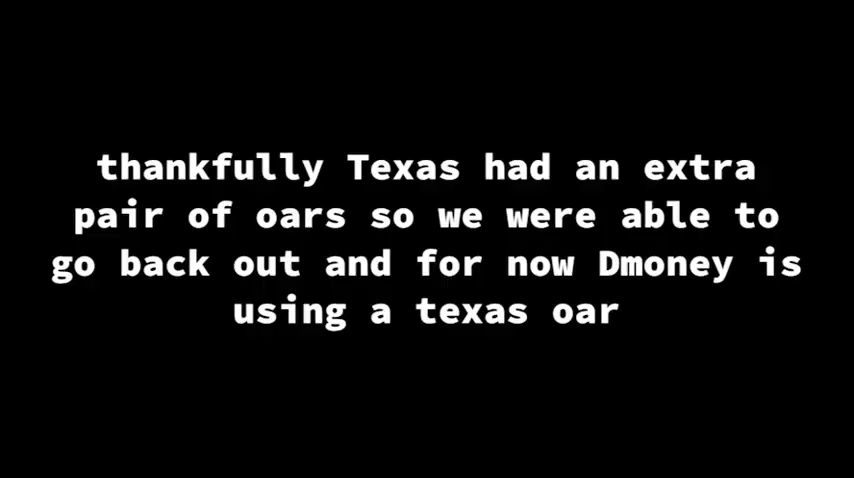 thankfully Texas had an extra
pair of oars so we were able to
go back out and for now Dmoney is
using a texas oar